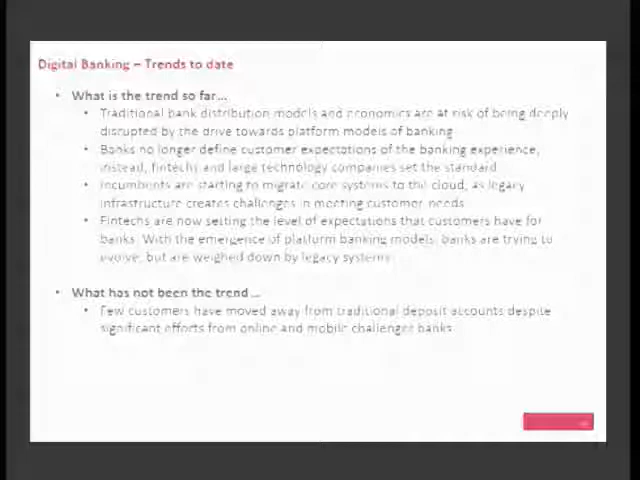 Digital Banking – Trends to date
• What is the trend so far...
• Traditional bank distribution models and economics are at risk of being deeply
disrupted by the drive towards platform models of banking
• Banks no longer define customer expectations of the banking experience,
instead, fintechs and large technology companies set the standard
• Incumbents are starting to migrate core systems to the cloud, as legacy
infrastructure creates challenges in meeting customer needs
• Fintechs are now setting the level of expectations that customers have for
banks. With the emergence of platform banking models, banks are trying to
evolve, but are weighed down by legacy systems
• What has not been the trend ...
• Few customers have moved away from traditional deposit accounts despite
significant efforts from online and mobile challenger banks